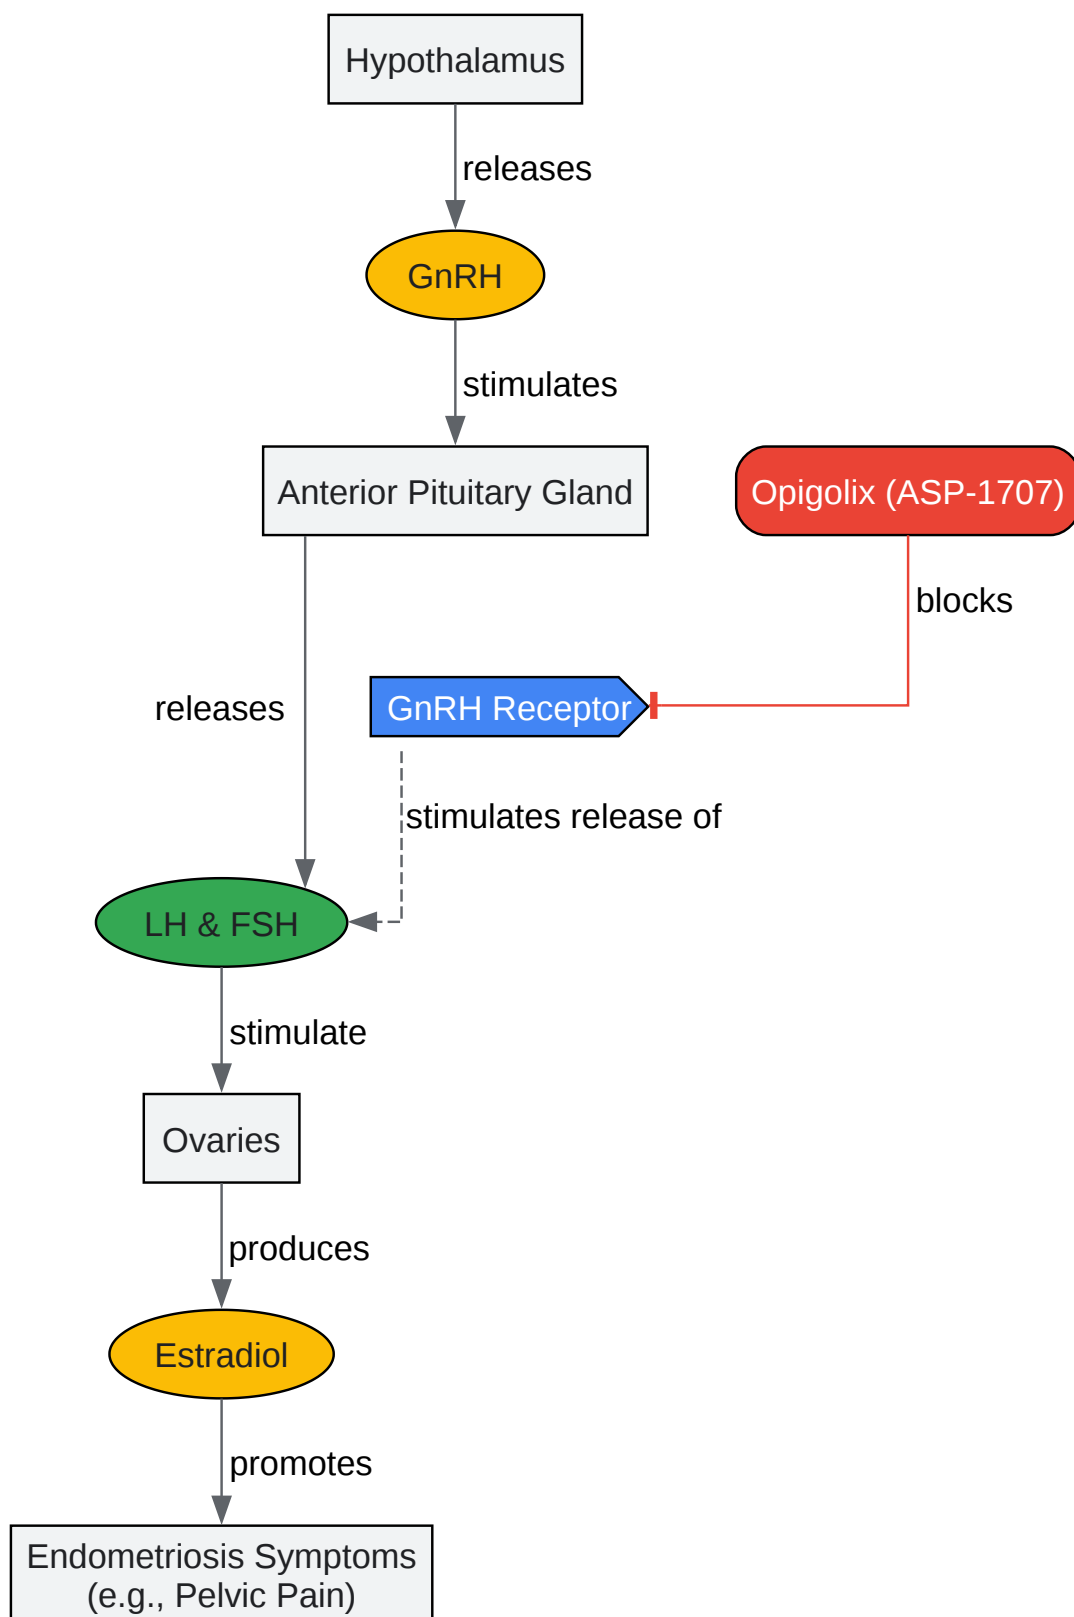 Hypothalamus
releases
GnRH
stimulates
Anterior Pituitary Gland
Opigolix (ASP-1707)
blocks
releases
GnRH Receptor
stimulates release of
LH & FSH
stimulate
Ovaries
produces
Estradiol
promotes
Endometriosis Symptoms
(e.g., Pelvic Pain)